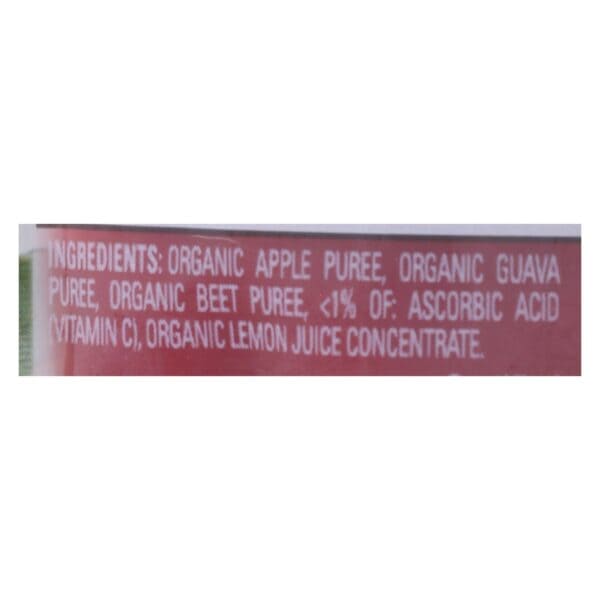 INGREDIENTS: ORGANIC APPLE PUREE, ORGANIC GUAVA
PUREE, ORGANIC BEET PUREE, <1% OF: ASCORBIC ACID
(VITAMIN C), ORGANIC LEMON JUICE CONCENTRATE.